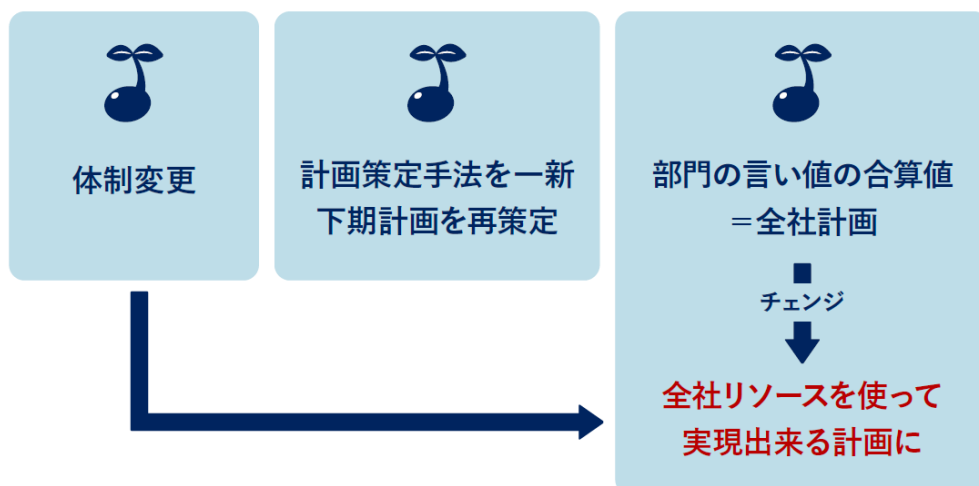 体制変更
計画策定手法を一新
下期計画を再策定
部門の言い値の合算値
＝全社計画
チェンジ
全社リソースを使って
実現出来る計画に